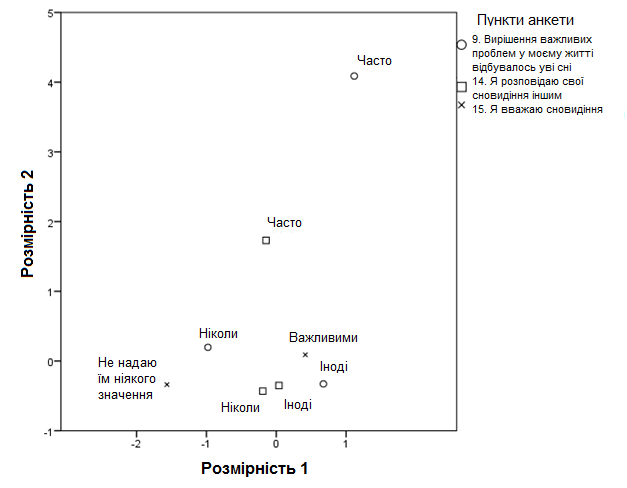 Пункти анкети
9. Вирішення важливих
проблем у моєму житті
відбувалось уві сні
14. Я розповідаю свої
сновидіння іншим
15. Я вважаю сновидіння
5
4
3
2
1
0
-1
Розмірність 2
Часто
Часто
Ніколи
Важливими
Не надаю
їм ніякого
значення
Іноді
Ніколи
Іноді
-2
-1
0
1
Розмірність 1